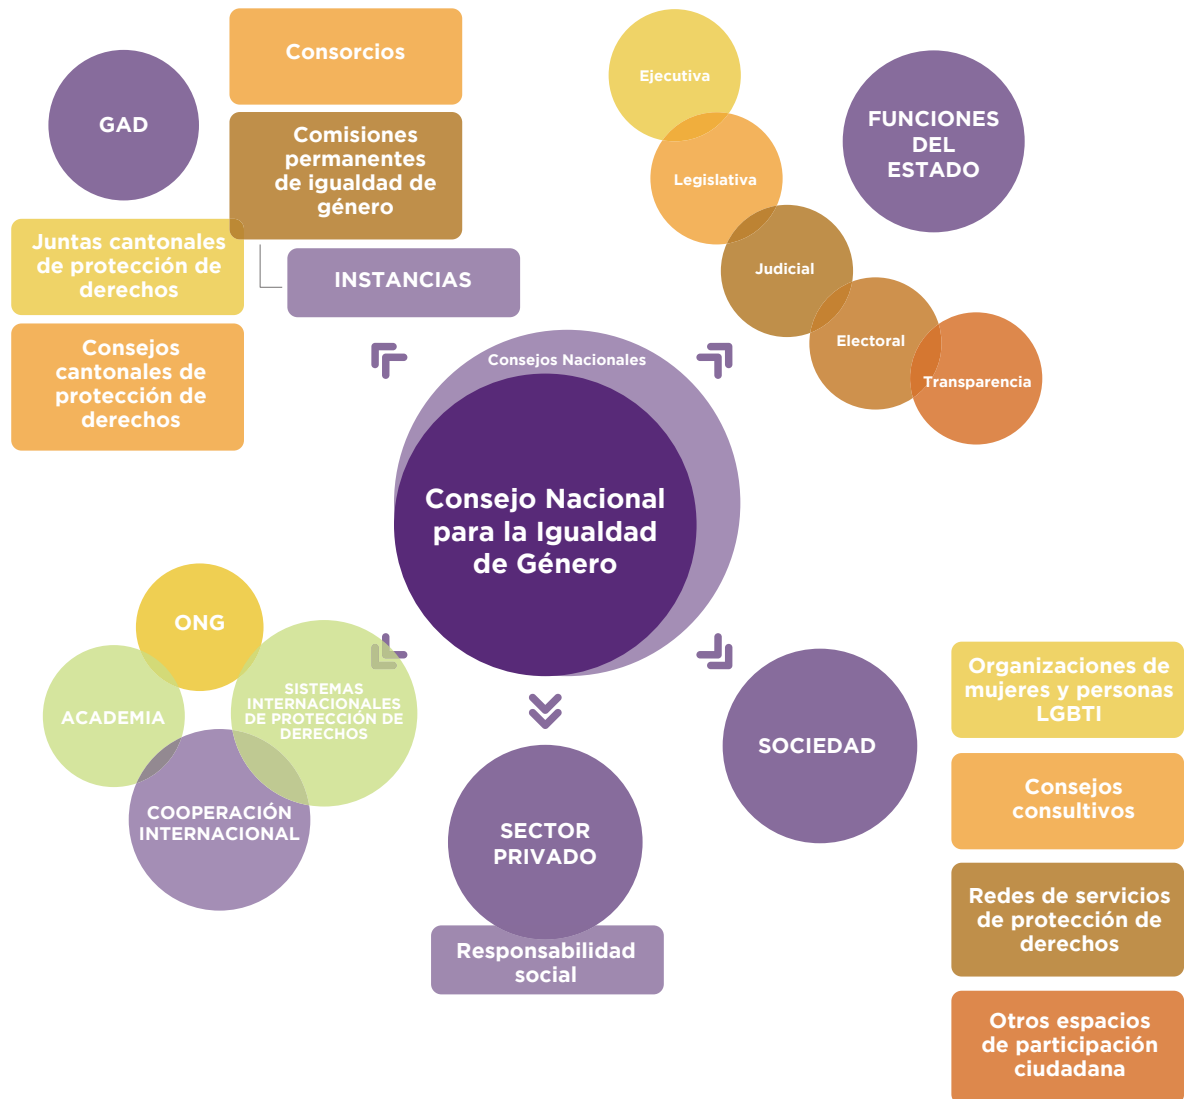 Consorcios
GAD
Comisiones
permanentes
de igualdad de
género
Juntas cantonales
de protección de
derechos
INSTANCIAS
Consejos
cantonales de
protección de
derechos
Ejecutiva
Legislativa
Judicial
Electoral
Transparencia
FUNCIONES
DEL
ESTADO
Consejos Nacionales
Consejo Nacional
para la Igualdad
de Género
ONG
ACADEMIA
SISTEMAS
INTERNACIONALES
DE PROTECCIÓN DE
DERECHOS
COOPERACIÓN
INTERNACIONAL
SECTOR
PRIVADO
Responsabilidad
social
SOCIEDAD
Organizaciones de
mujeres y personas
LGBTI
Consejos
consultivos
Redes de servicios
de protección de
derechos
Otros espacios
de participación
ciudadana